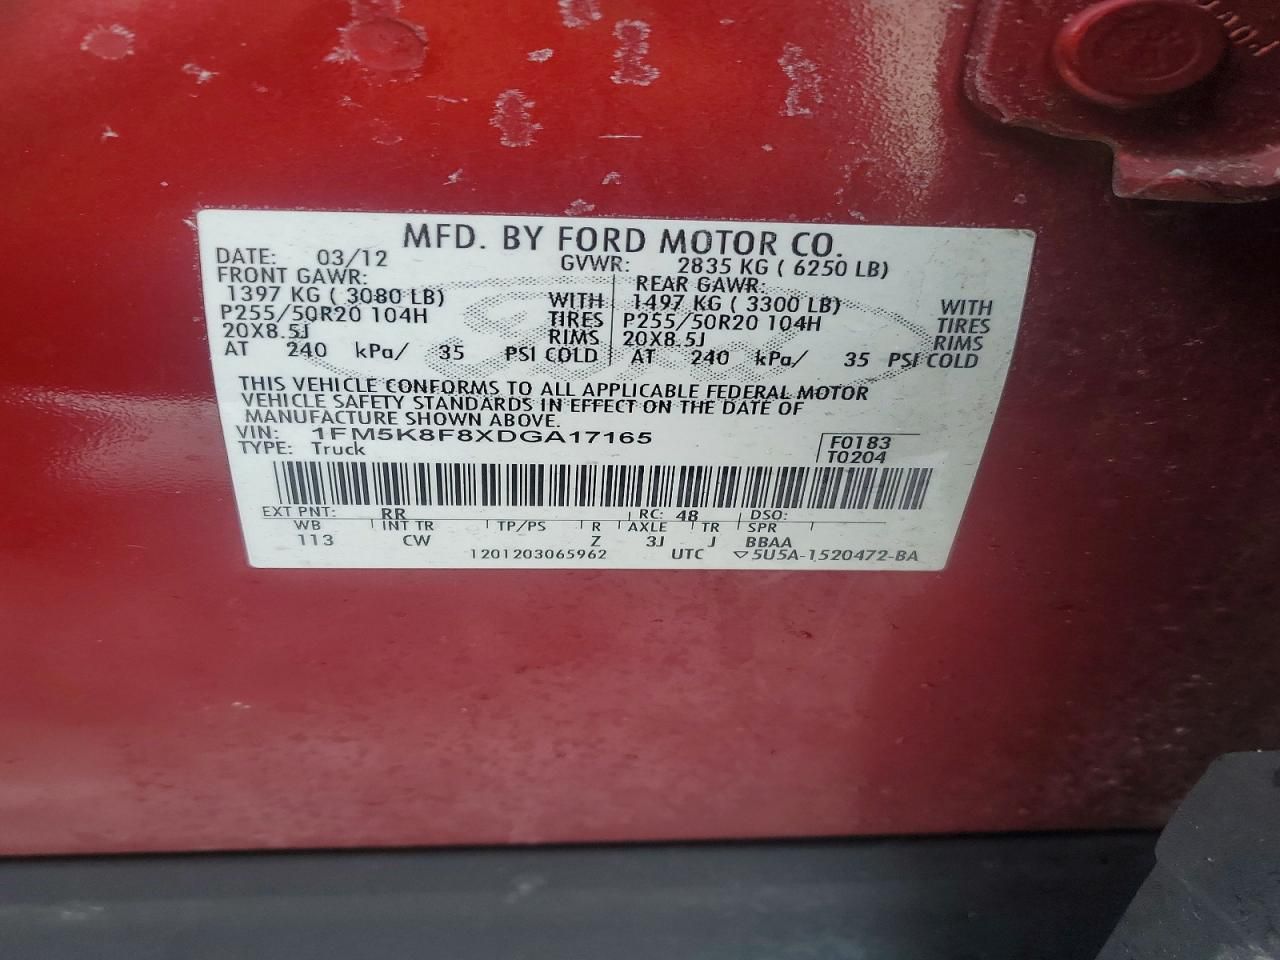 MFD. BY FORD MOTOR CO.
DATE: 03/12 GVWR: 2835 KG ( 6250 LB)
FRONT GAWR: REAR GAWR:
1397 KG ( 3080 LB) WITH 1497 KG ( 3300 LB) WITH
P255/50R20 104H TIRES P255/50R20 104H TIRES
20X8.5J RIMS 20X8.5J RIMS
AT 240 kPa/ 35 PSI COLD AT 240 kPa/ 35 PSI COLD
THIS VEHICLE CONFORMS TO ALL APPLICABLE FEDERAL MOTOR
VEHICLE SAFETY STANDARDS IN EFFECT ON THE DATE OF
MANUFACTURE SHOWN ABOVE.
VIN: 1FM5K8F8XDGA17165 F0183
TYPE: Truck T0204
EXT PNT: RR RC: 48 DSO:
WB INT TR TP/PS R AXLE TR SPR
113 CW Z 3J J BBAA
1201203065962 UTC ▽5U5A-1520472-BA